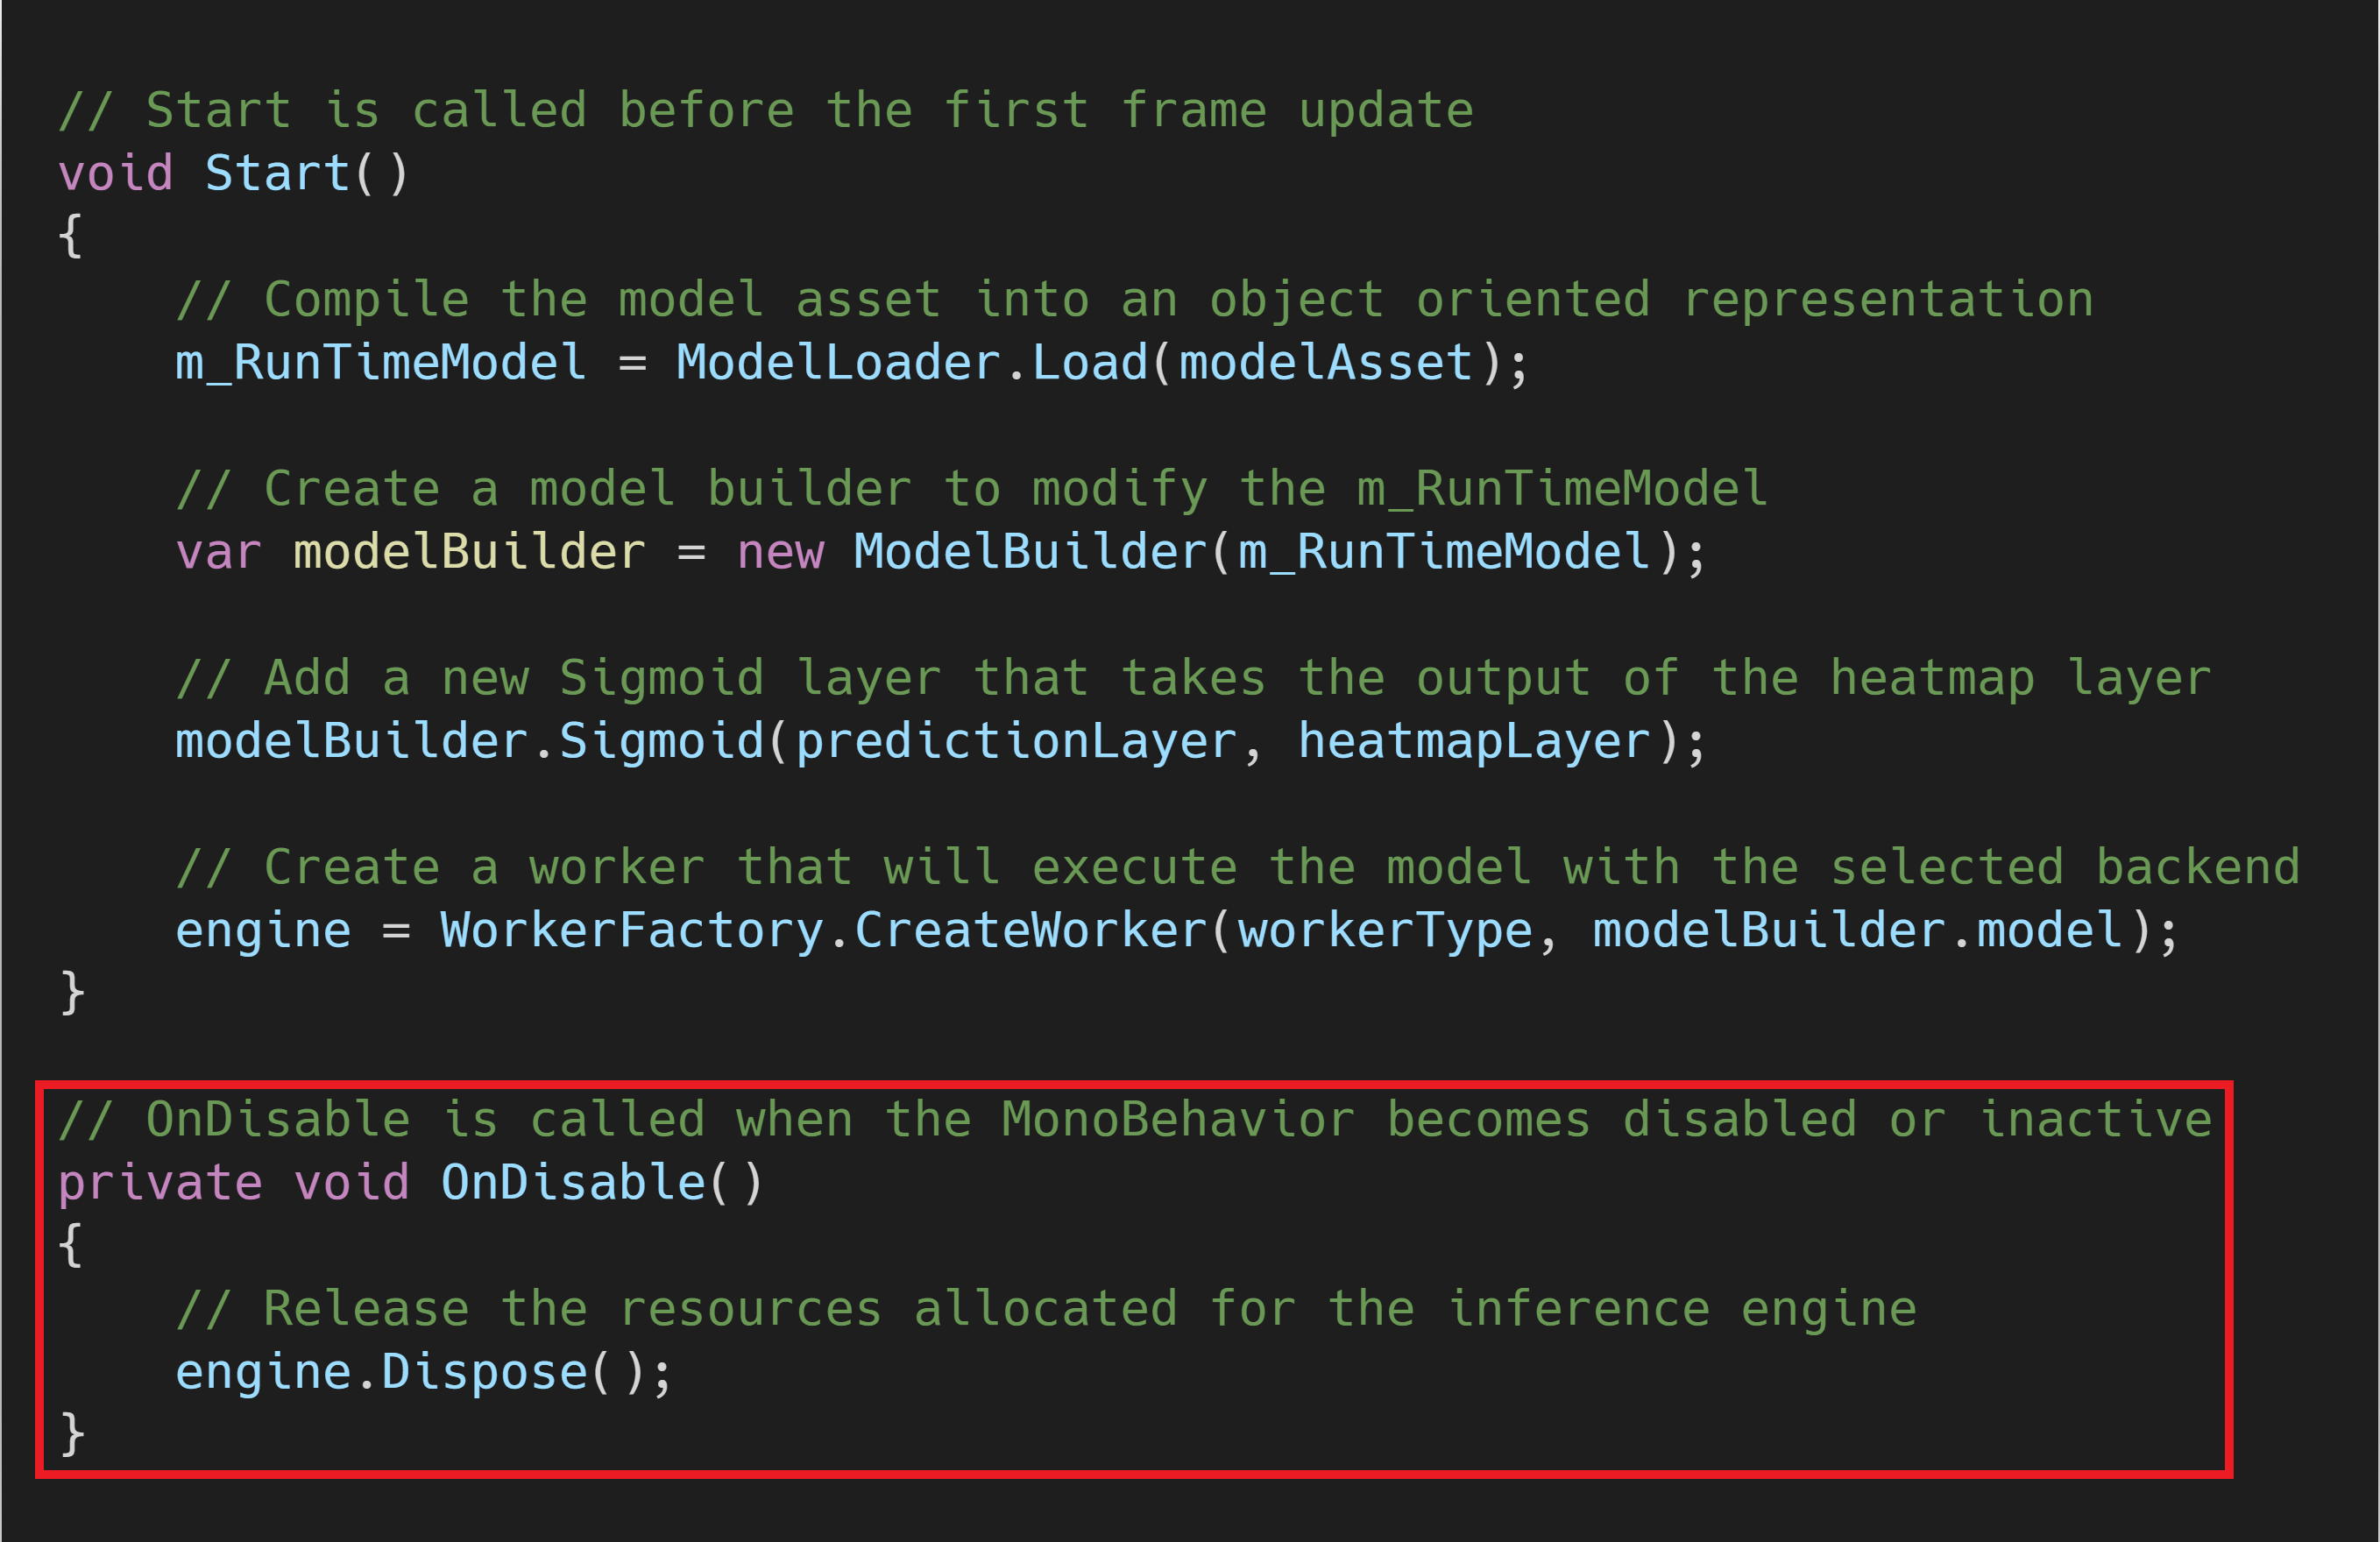 // Start is called before the first frame update
void Start()
{
    // Compile the model asset into an object oriented representation
    m_RunTimeModel = ModelLoader.Load(modelAsset);

    // Create a model builder to modify the m_RunTimeModel
    var modelBuilder = new ModelBuilder(m_RunTimeModel);

    // Add a new Sigmoid layer that takes the output of the heatmap layer
    modelBuilder.Sigmoid(predictionLayer, heatmapLayer);

    // Create a worker that will execute the model with the selected backend
    engine = WorkerFactory.CreateWorker(workerType, modelBuilder.model);
}

// OnDisable is called when the MonoBehavior becomes disabled or inactive
private void OnDisable()
{
    // Release the resources allocated for the inference engine
    engine.Dispose();
}